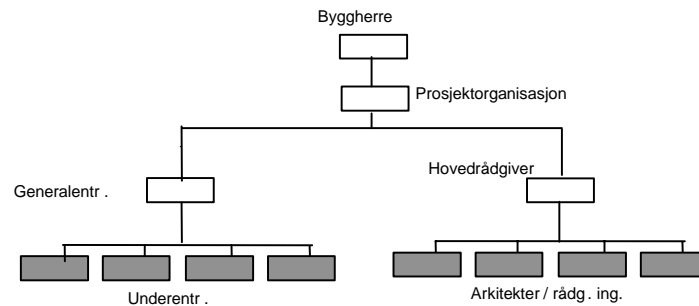 Byggherre
Prosjektorganisasjon
Generalentr .
Hovedrådgiver
Underentr .
Arkitekter / rådg . ing.